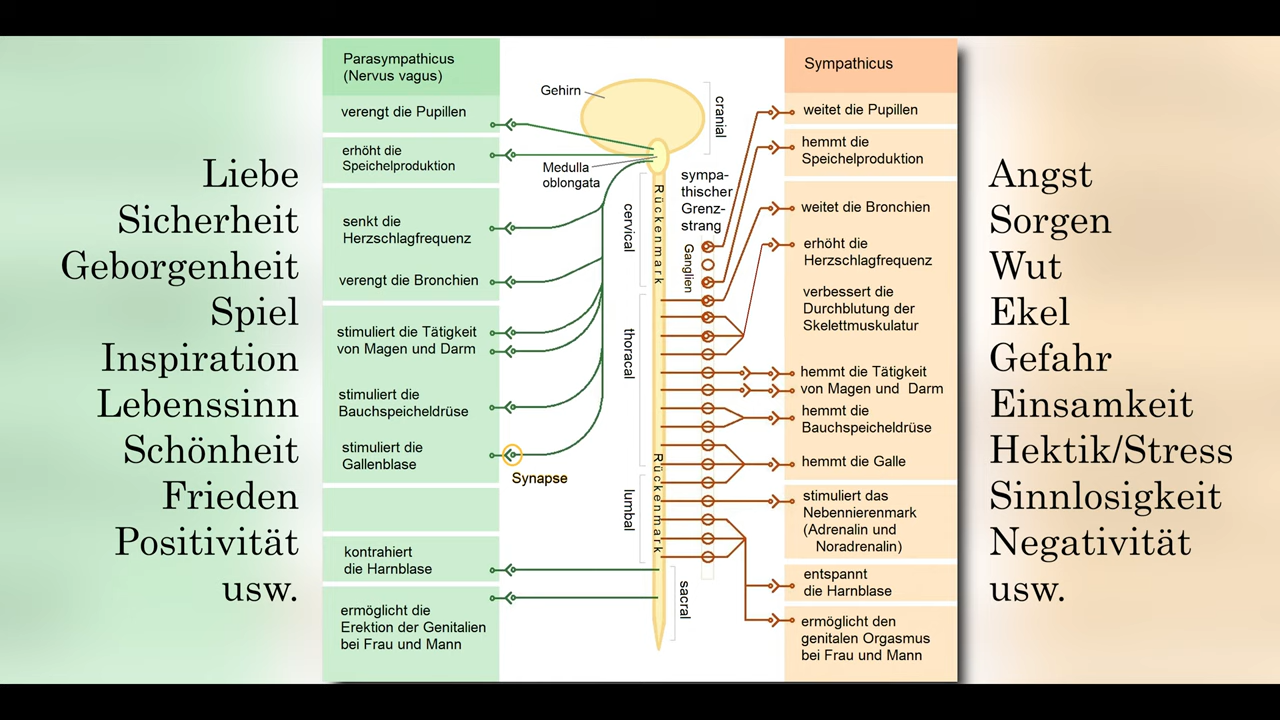 Liebe
Sicherheit
Geborgenheit
Spiel
Inspiration
Lebenssinn
Schönheit
Frieden
Positivität
usw.
Parasympathicus
(Nervus vagus)
verengt die Pupillen
erhöht die
Speichelproduktion
senkt die
Herzschlagfrequenz
verengt die Bronchien
stimuliert die Tätigkeit
von Magen und Darm
stimuliert die
Bauchspeicheldrüse
stimuliert die
Gallenblase
kontrahiert
die Harnblase
ermöglicht die
Erektion der Genitalien
bei Frau und Mann
Gehirn
cranial
Medulla
oblongata
sympa-
thischer
Grenz-
strang
Ganglien
Rückenmark
cervical
thoracal
Rückenmark
lumbal
sacral
Synapse
Sympathicus
weitet die Pupillen
hemmt die
Speichelproduktion
weitet die Bronchien
erhöht die
Herzschlagfrequenz
verbessert die
Durchblutung der
Skelettmuskulatur
hemmt die Tätigkeit
von Magen und Darm
hemmt die
Bauchspeicheldrüse
hemmt die Galle
stimuliert das
Nebennierenmark
(Adrenalin und
Noradrenalin)
entspannt
die Harnblase
ermöglicht den
genitalen Orgasmus
bei Frau und Mann
Angst
Sorgen
Wut
Ekel
Gefahr
Einsamkeit
Hektik/Stress
Sinnlosigkeit
Negativität
usw.